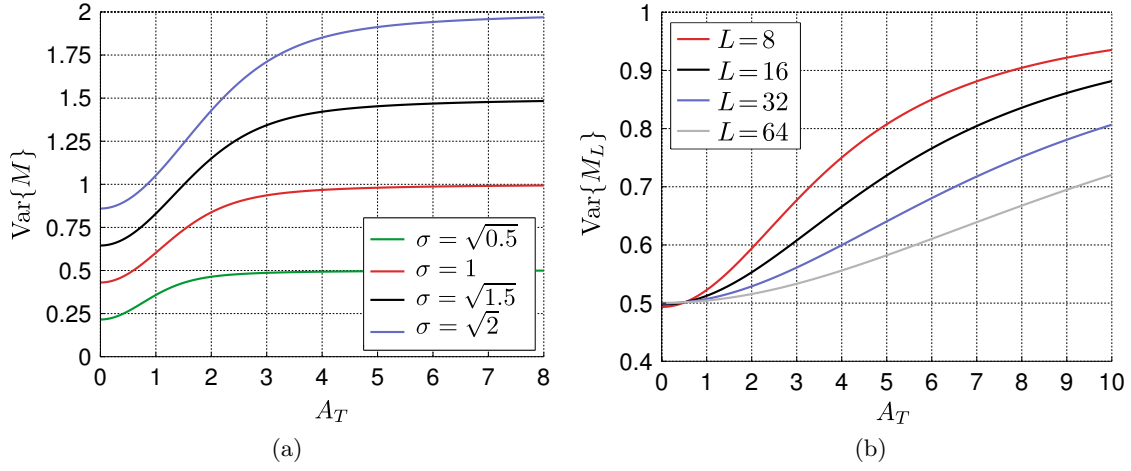 2
1.75
1.5
1.25
1
0.75
0.5
0.25
0
Var{M}
σ = √0.5
σ = 1
σ = √1.5
σ = √2
0 1 2 3 4 5 6 7 8
A_T
(a)
1
0.9
0.8
0.7
0.6
0.5
0.4
Var{M_L}
L=8
L=16
L=32
L=64
0 1 2 3 4 5 6 7 8 9 10
A_T
(b)